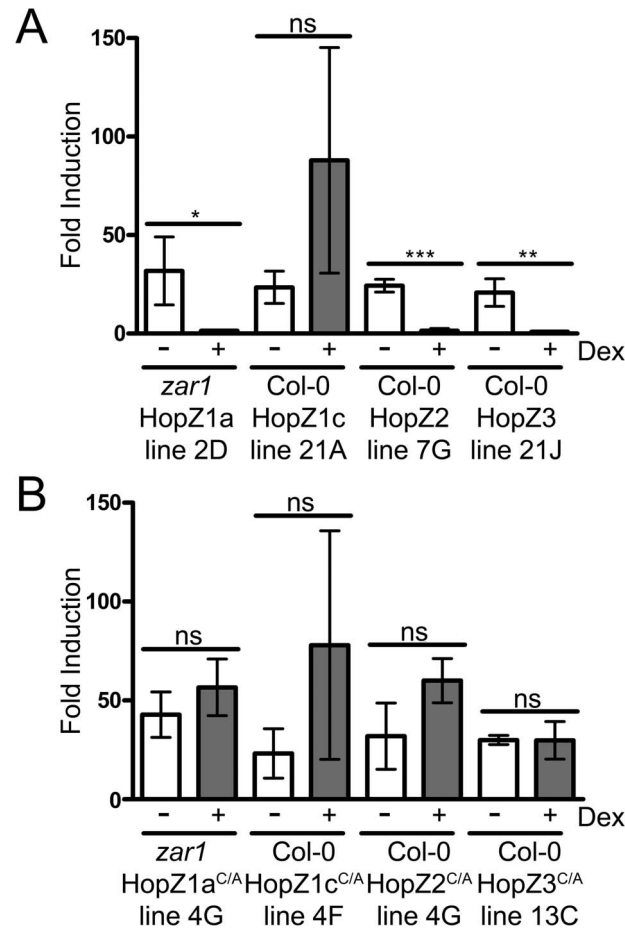 A
Fold Induction
150
100
50
0
*
ns
***
**
- + - + - + - + Dex
zar1 Col-0 Col-0 Col-0
HopZ1a HopZ1c HopZ2 HopZ3
line 2D line 21A line 7G line 21J
B
Fold Induction
150
100
50
0
ns
ns
ns
ns
- + - + - + - + Dex
zar1 Col-0 Col-0 Col-0
HopZ1aC/A HopZ1cC/A HopZ2C/A HopZ3C/A
line 4G line 4F line 4G line 13C